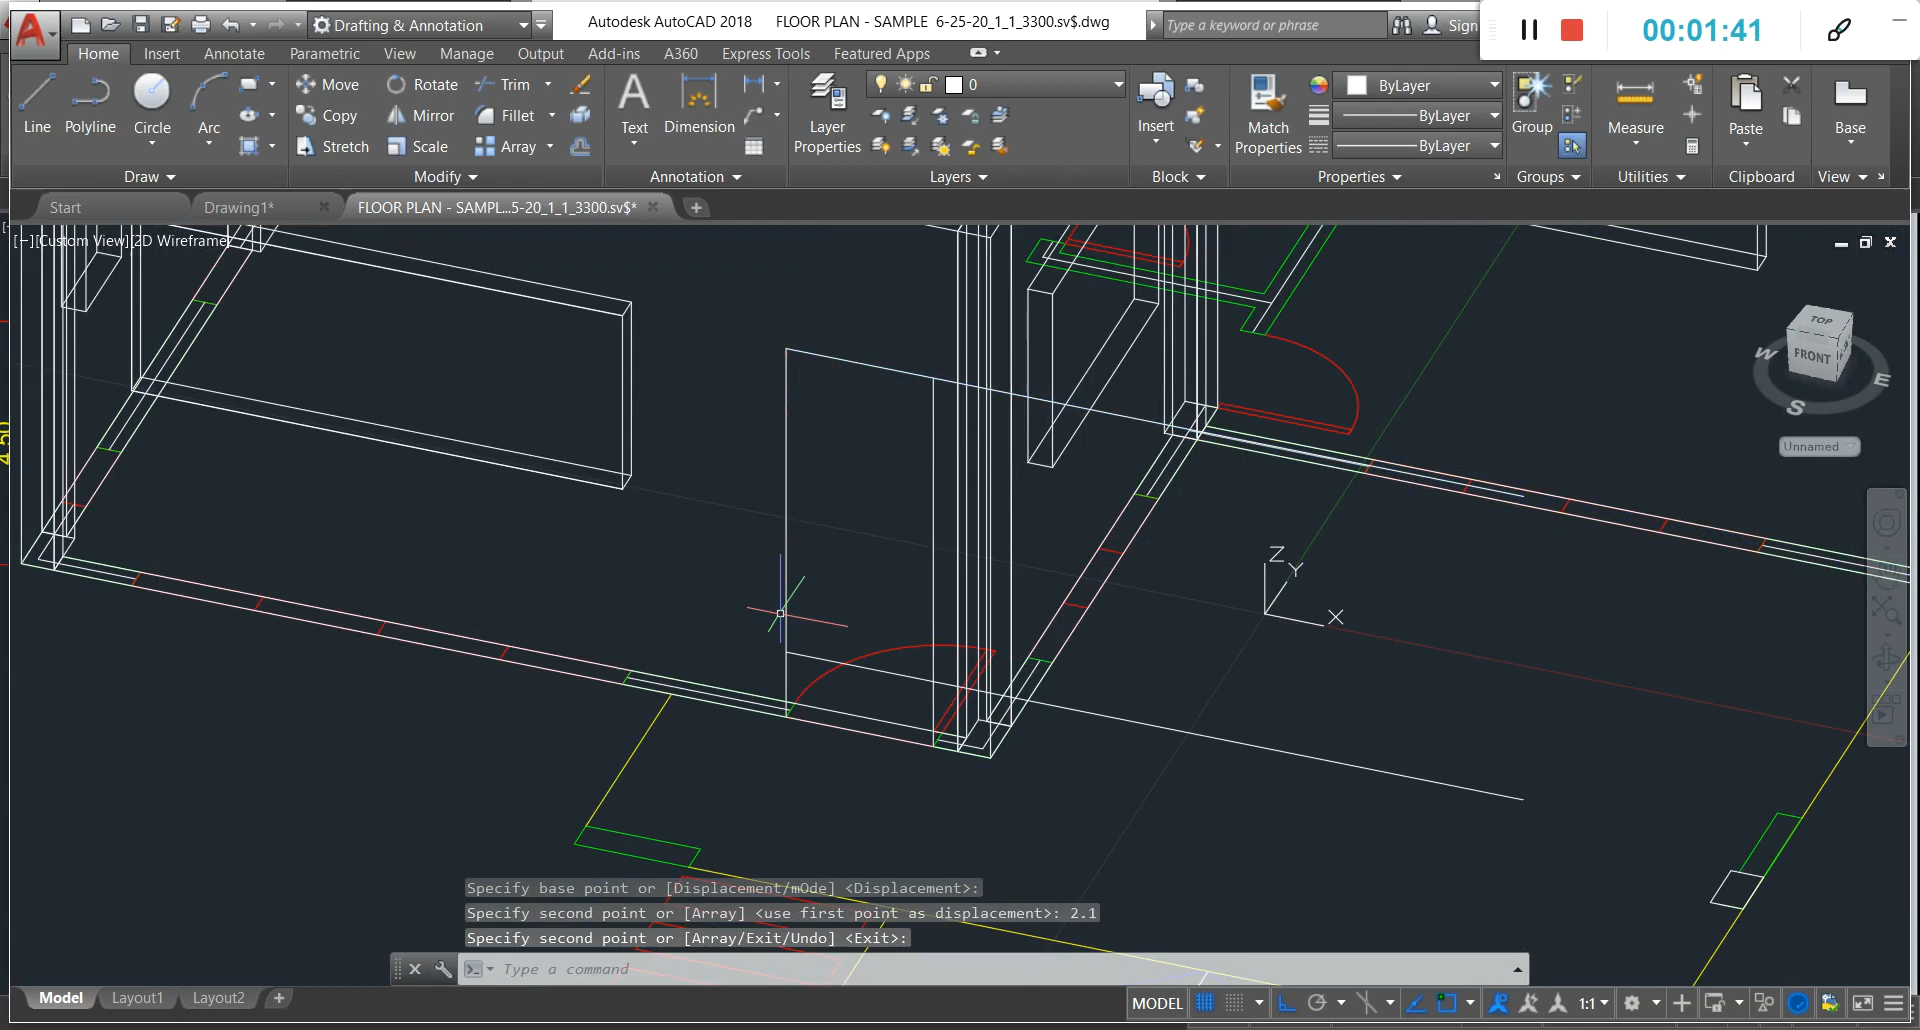 Drafting & Annotation
Autodesk AutoCAD 2018 FLOOR PLAN - SAMPLE 6-25-20_1_1_3300.sv$.dwg
Type a keyword or phrase
Sign
00:01:41
Home Insert Annotate Parametric View Manage Output Add-ins A360 Express Tools Featured Apps
Line
Polyline
Circle
Arc
Draw
Move
Rotate
Trim
Copy
Mirror
Fillet
Stretch
Scale
Array
Modify
Text
Dimension
Annotation
Layer
Properties
0
Layers
Insert
Block
Match
Properties
ByLayer
ByLayer
ByLayer
Properties
Group
Groups
Measure
Utilities
Paste
Clipboard
Base
View
Start
Drawing1*
FLOOR PLAN - SAMPL...5-20_1_1_3300.sv$*
[−][Custom View][2D Wireframe]
TOP
FRONT
W
E
S
Unnamed
4.50
Z
Y
X
Specify base point or [Displacement/mOde] <Displacement>:
Specify second point or [Array] <use first point as displacement>: 2.1
Specify second point or [Array/Exit/Undo] <Exit>:
Type a command
Model Layout1 Layout2
MODEL
1:1